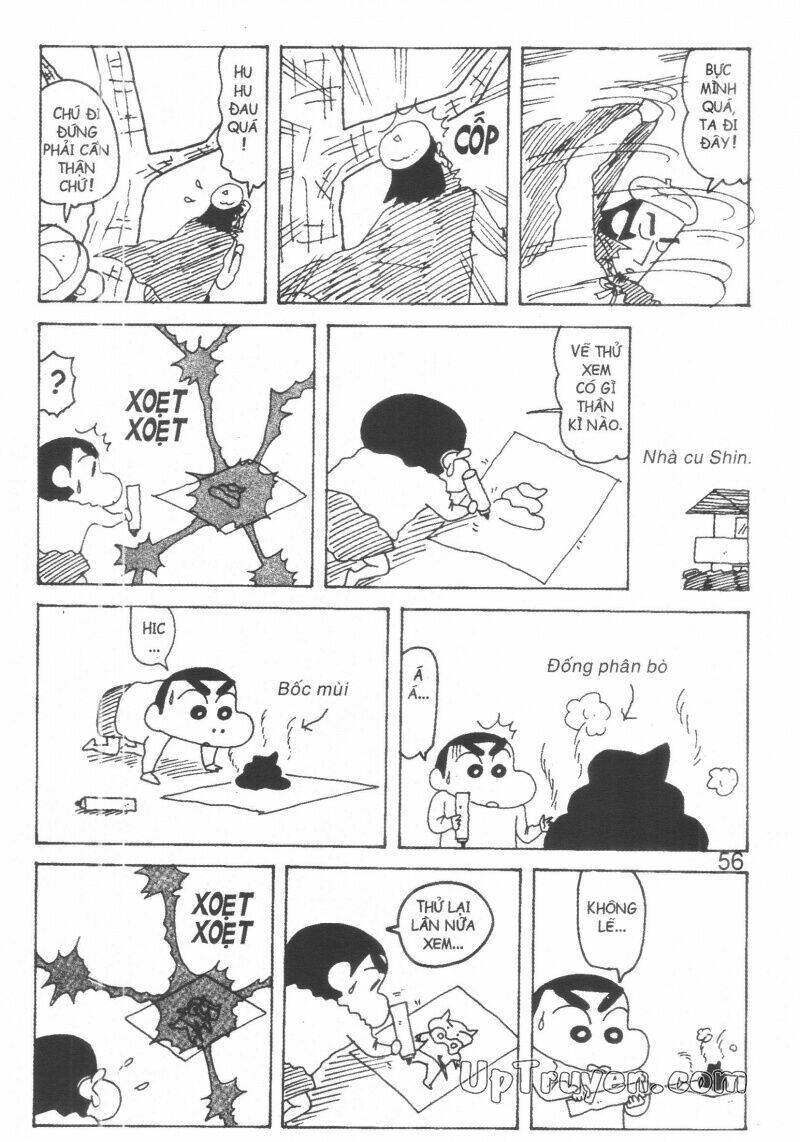 BỰC
MÌNH
QUÁ,
TA ĐI
ĐÂY!
CỐP
HU
HU
ĐAU
QUÁ
!
CHÚ ĐI
ĐỨNG
PHẢI CẨN
THẬN
CHỨ!
Nhà cu Shin.
VẼ THỬ
XEM
CÓ GÌ
THẦN
KÌ NÀO.
XOẸT
XOẸT
?
Đống phân bò
Á
Á...
HIC
...
Bốc mùi
56
KHÔNG
LẼ...
THỬ LẠI
LẦN NỮA
XEM...
XOẸT
XOẸT
UpTruyen.com